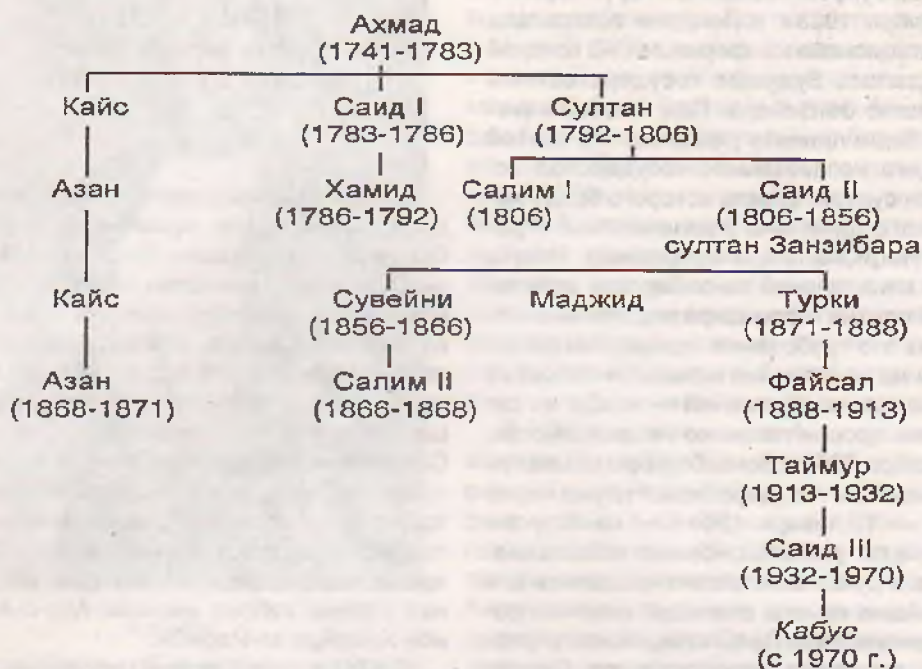 Ахмад
(1741-1783)
Кайс Саид I Султан
(1783-1786) (1792-1806)
Азан Хамид Салим I Саид II
(1786-1792) (1806) (1806-1856)
султан Занзибара
Кайс Сувейни Маджид Турки
(1856-1866) (1871-1888)
Азан Салим II Файсал
(1868-1871) (1866-1868) (1888-1913)
Таймур
(1913-1932)
Саид III
(1932-1970)
Кабус
(с 1970 г.)